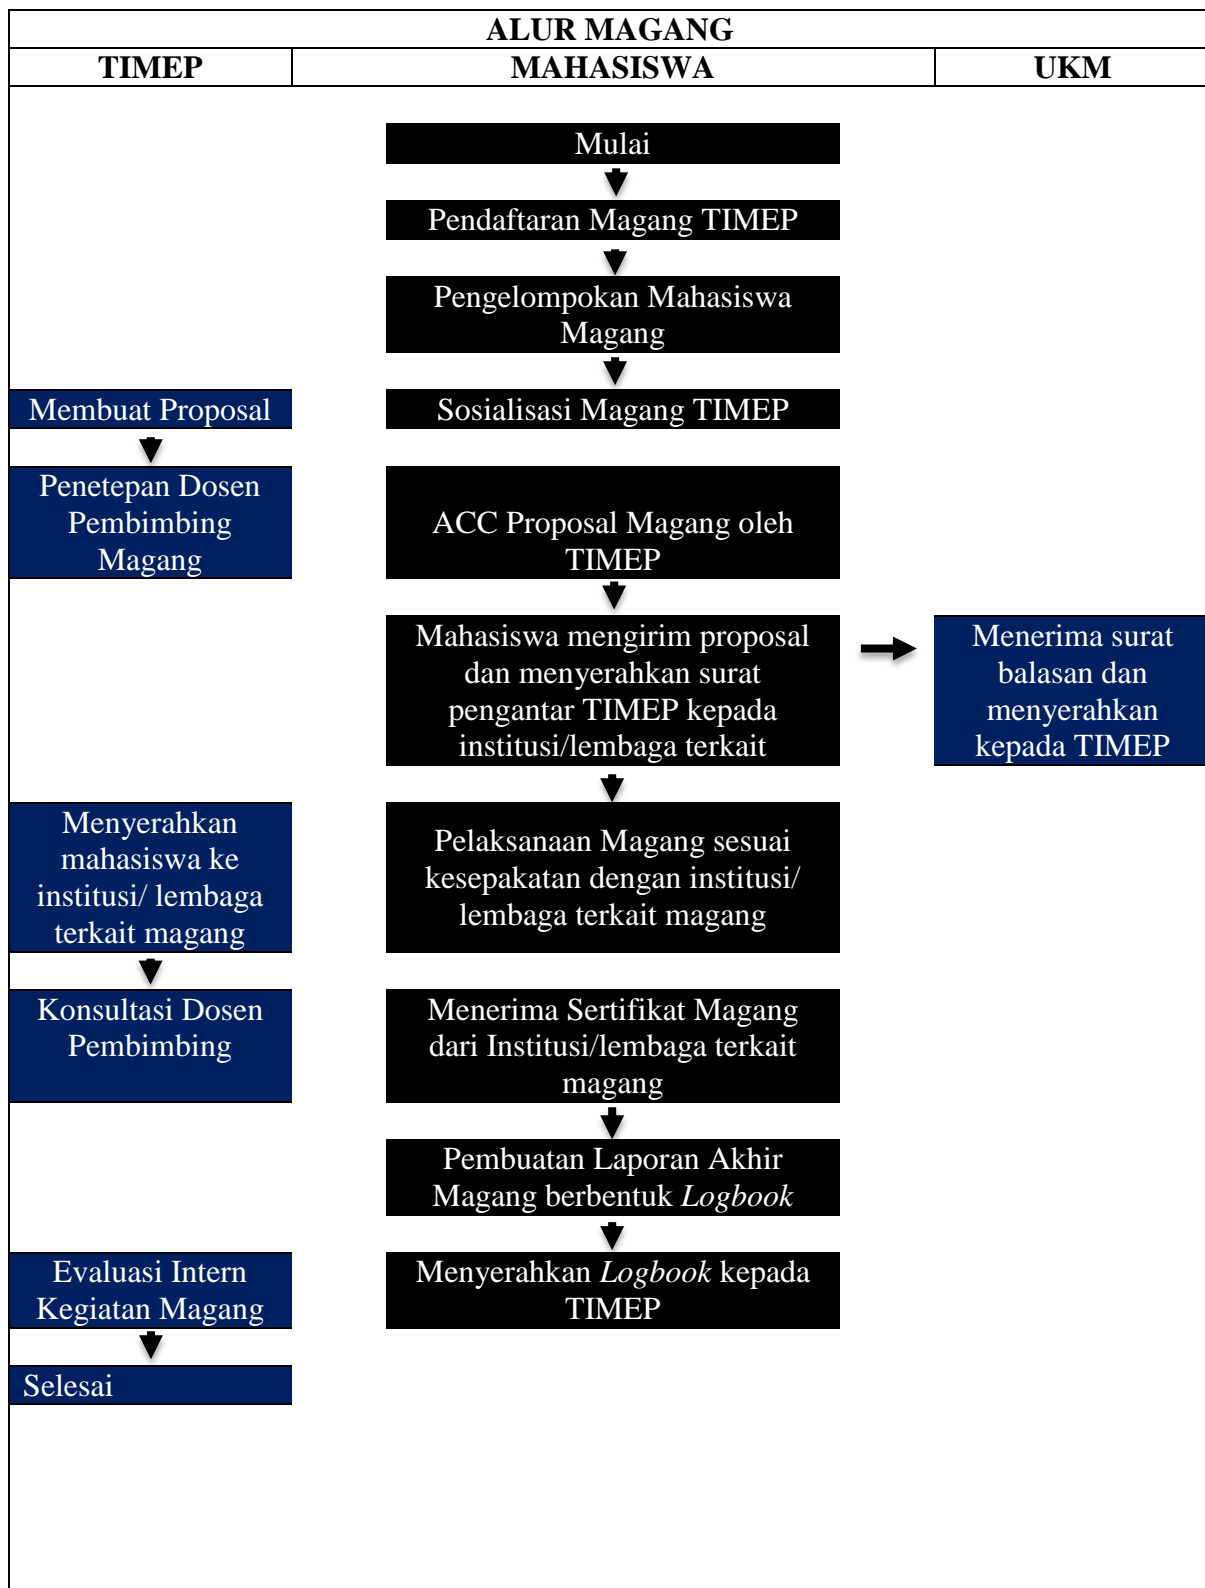 ALUR MAGANG
TIMEP
MAHASISWA
UKM
Mulai
Pendaftaran Magang TIMEP
Pengelompokan Mahasiswa
Magang
Membuat Proposal
Sosialisasi Magang TIMEP
Penetepan Dosen
Pembimbing
Magang
ACC Proposal Magang oleh
TIMEP
Mahasiswa mengirim proposal
dan menyerahkan surat
pengantar TIMEP kepada
institusi/lembaga terkait
Menerima surat
balasan dan
menyerahkan
kepada TIMEP
Menyerahkan
mahasiswa ke
institusi/ lembaga
terkait magang
Pelaksanaan Magang sesuai
kesepakatan dengan institusi/
lembaga terkait magang
Konsultasi Dosen
Pembimbing
Menerima Sertifikat Magang
dari Institusi/lembaga terkait
magang
Pembuatan Laporan Akhir
Magang berbentuk Logbook
Evaluasi Intern
Kegiatan Magang
Menyerahkan Logbook kepada
TIMEP
Selesai